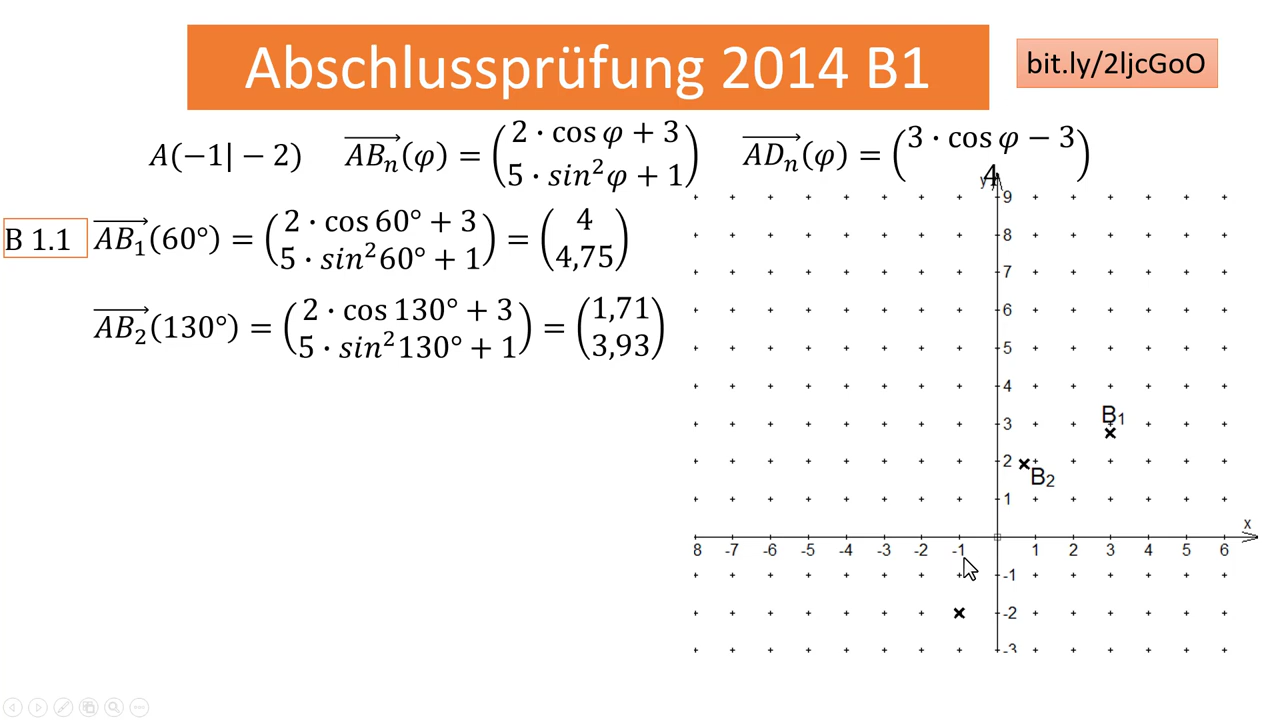 Abschlussprüfung 2014 B1
bit.ly/2ljcGoO
A(−1|−2) AB_n(φ) = (2 · cos φ + 3 / 5 · sin²φ + 1) AD_n(φ) = (3 · cos φ − 3 / 4)
B 1.1 AB₁(60°) = (2 · cos 60° + 3 / 5 · sin²60° + 1) = (4 / 4,75)
AB₂(130°) = (2 · cos 130° + 3 / 5 · sin²130° + 1) = (1,71 / 3,93)
y
9
8
7
6
5
4
3
2
1
B₁
B₂
x
8 -7 -6 -5 -4 -3 -2 -1 1 2 3 4 5 6
-1
-2
-3